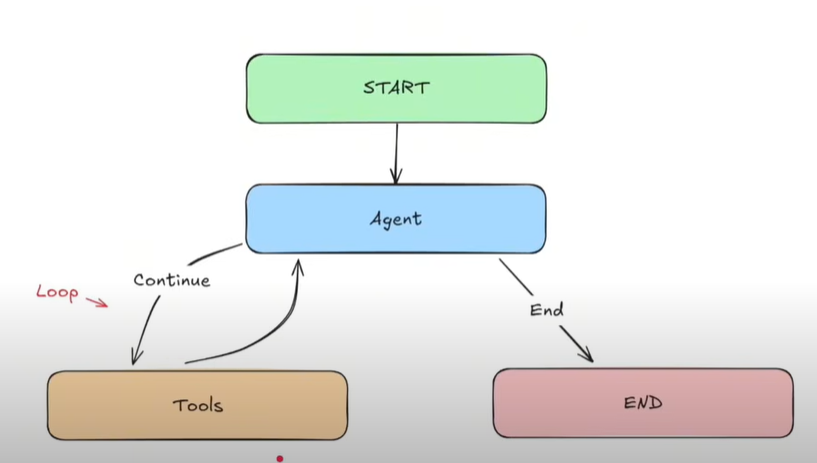 START
Agent
Continue
Loop
End
Tools
END